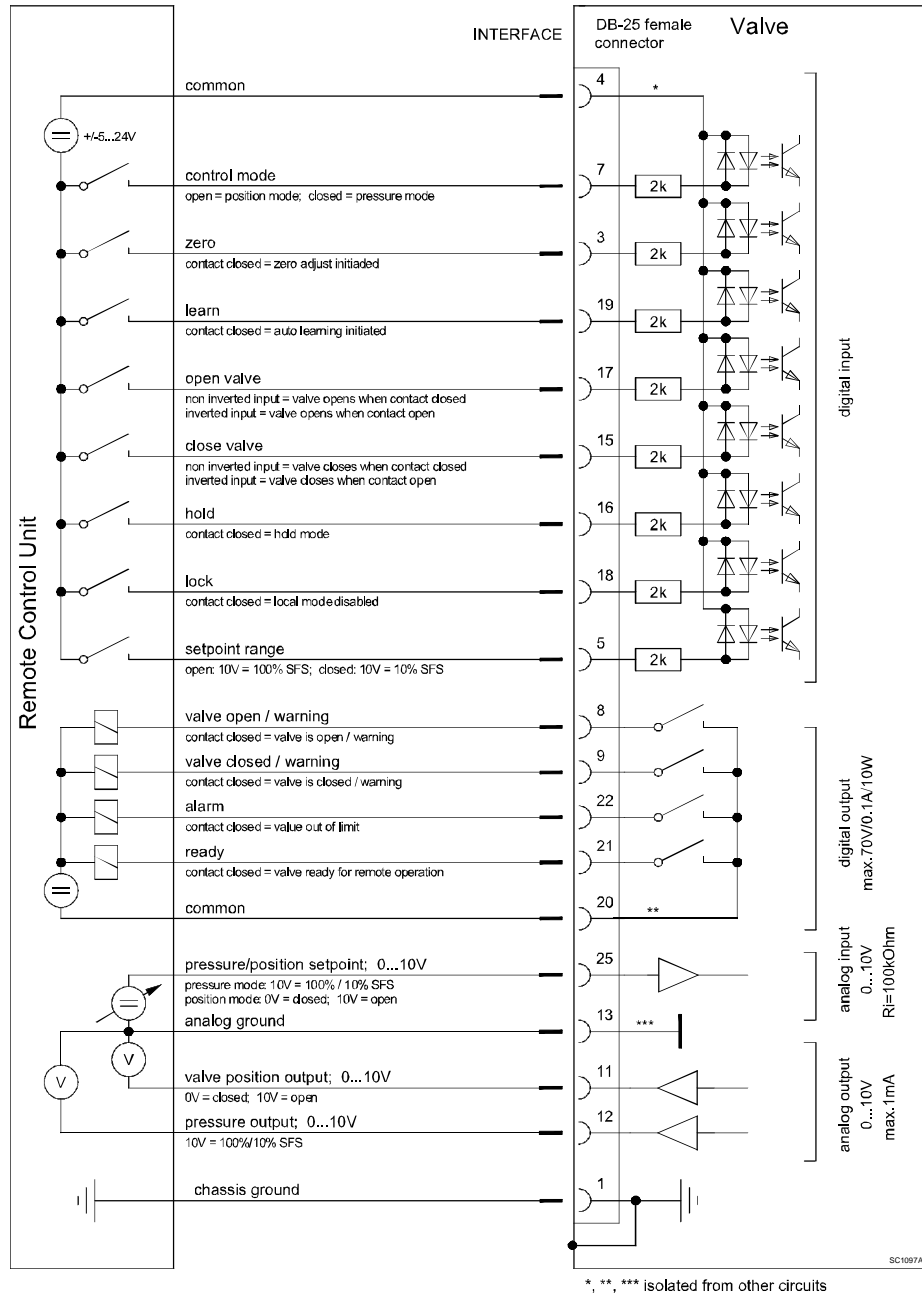 INTERFACE
DB-25 female
connector
Valve
common
4
*
+/-5...24V
control mode
open = position mode; closed = pressure mode
7
2k
zero
contact closed = zero adjust initiaded
3
2k
learn
contact closed = auto learning initiated
19
2k
open valve
non inverted input = valve opens when contact closed
inverted input = valve opens when contact open
17
2k
close valve
non inverted input = valve closes when contact closed
inverted input = valve closes when contact open
15
2k
hold
contact closed = hold mode
16
2k
lock
contact closed = local mode disabled
18
2k
setpoint range
open: 10V = 100% SFS; closed: 10V = 10% SFS
5
2k
digital input
Remote Control Unit
valve open / warning
contact closed = valve is open / warning
8
valve closed / warning
contact closed = valve is closed / warning
9
alarm
contact closed = value out of limit
22
ready
contact closed = valve ready for remote operation
21
common
20
**
digital output
max.70V/0.1A/10W
pressure/position setpoint; 0...10V
pressure mode: 10V = 100% / 10% SFS
position mode: 0V = closed; 10V = open
25
analog input
0...10V
Ri=100kOhm
analog ground
13
***
V
V
valve position output; 0...10V
0V = closed; 10V = open
11
pressure output; 0...10V
10V = 100%/10% SFS
12
analog output
0...10V
max.1mA
chassis ground
1
SC1097A
*, **, *** isolated from other circuits